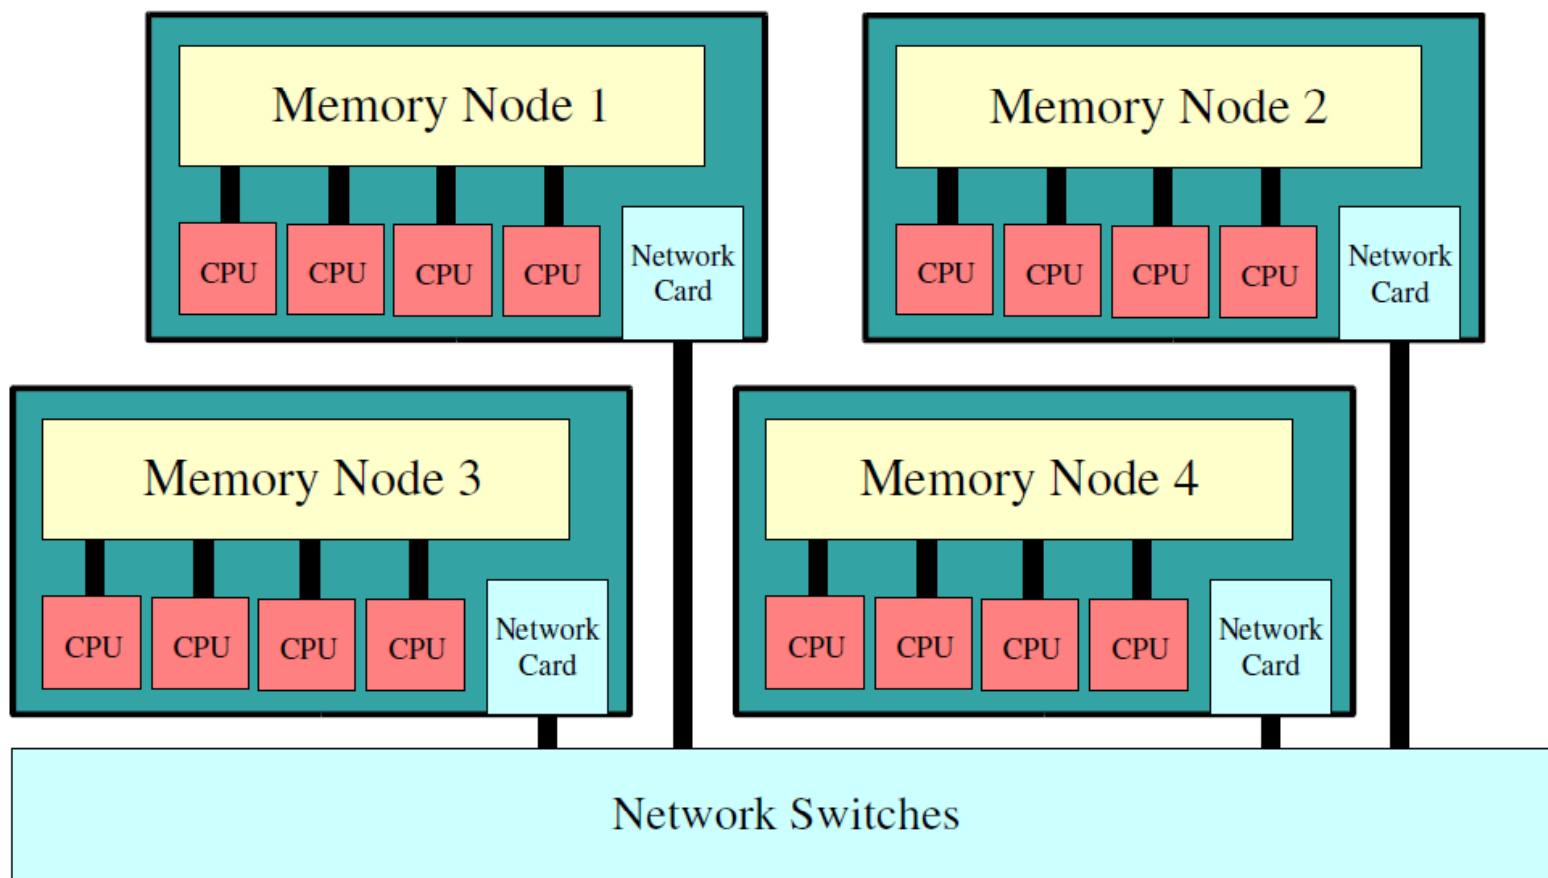 Memory Node 1
CPU
CPU
CPU
CPU
Network
Card
Memory Node 2
CPU
CPU
CPU
CPU
Network
Card
Memory Node 3
CPU
CPU
CPU
CPU
Network
Card
Memory Node 4
CPU
CPU
CPU
CPU
Network
Card
Network Switches